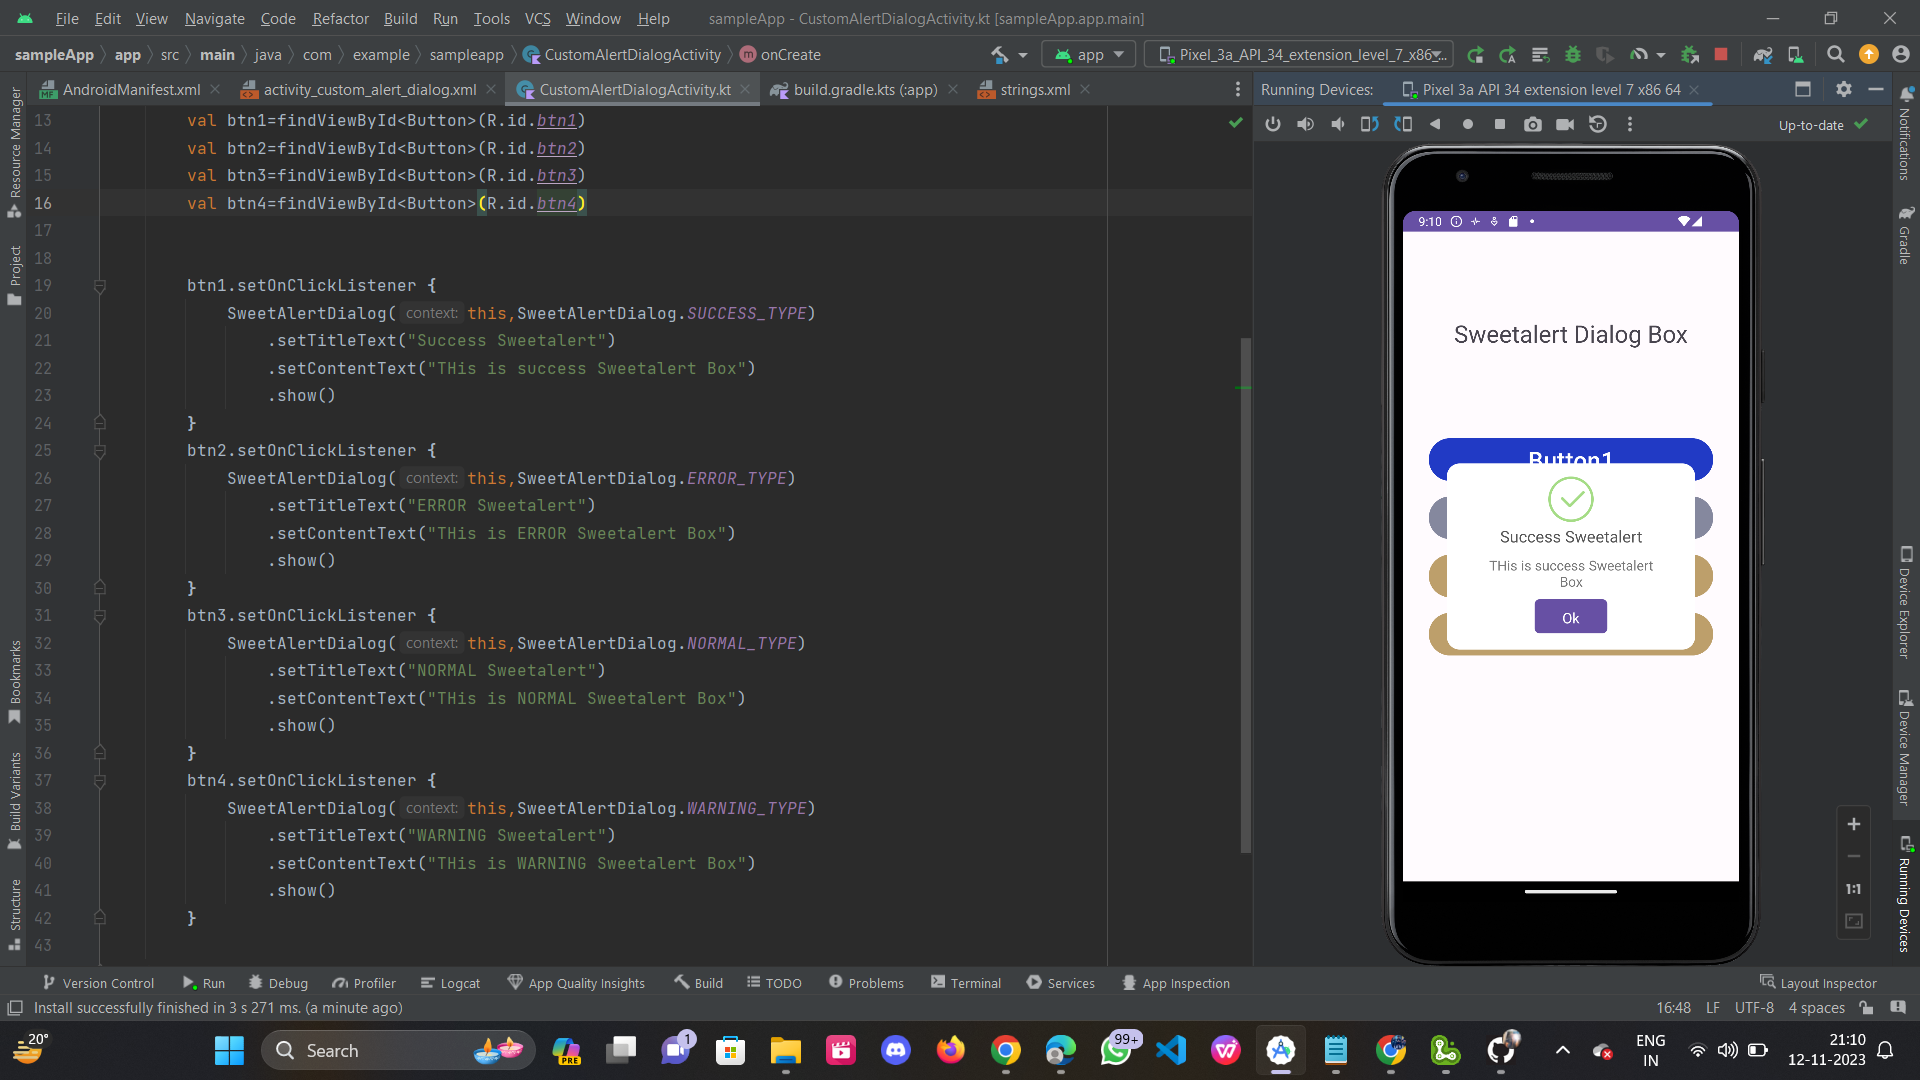 File Edit View Navigate Code Refactor Build Run Tools VCS Window Help sampleApp - CustomAlertDialogActivity.kt [sampleApp.app.main]
sampleApp app src main java com example sampleapp CustomAlertDialogActivity m onCreate app Pixel_3a_API_34_extension_level_7_x86
AndroidManifest.xml activity_custom_alert_dialog.xml CustomAlertDialogActivity.kt build.gradle.kts (:app) strings.xml
Running Devices: Pixel 3a API 34 extension level 7 x86 64
Up-to-date
Resource Manager
Project
Bookmarks
Build Variants
Structure
13 val btn1=findViewById<Button>(R.id.btn1)
14 val btn2=findViewById<Button>(R.id.btn2)
15 val btn3=findViewById<Button>(R.id.btn3)
16 val btn4=findViewById<Button>(R.id.btn4)
17
18
19 btn1.setOnClickListener {
20 SweetAlertDialog( context: this,SweetAlertDialog.SUCCESS_TYPE)
21 .setTitleText("Success Sweetalert")
22 .setContentText("THis is success Sweetalert Box")
23 .show()
24 }
25 btn2.setOnClickListener {
26 SweetAlertDialog( context: this,SweetAlertDialog.ERROR_TYPE)
27 .setTitleText("ERROR Sweetalert")
28 .setContentText("THis is ERROR Sweetalert Box")
29 .show()
30 }
31 btn3.setOnClickListener {
32 SweetAlertDialog( context: this,SweetAlertDialog.NORMAL_TYPE)
33 .setTitleText("NORMAL Sweetalert")
34 .setContentText("THis is NORMAL Sweetalert Box")
35 .show()
36 }
37 btn4.setOnClickListener {
38 SweetAlertDialog( context: this,SweetAlertDialog.WARNING_TYPE)
39 .setTitleText("WARNING Sweetalert")
40 .setContentText("THis is WARNING Sweetalert Box")
41 .show()
42 }
43
9:10
Sweetalert Dialog Box
Button1
Success Sweetalert
THis is success Sweetalert
Box
Ok
1:1
Notifications
Gradle
Device Explorer
Device Manager
Running Devices
Version Control Run Debug Profiler Logcat App Quality Insights Build TODO Problems Terminal Services App Inspection Layout Inspector
Install successfully finished in 3 s 271 ms. (a minute ago) 16:48 LF UTF-8 4 spaces
20° Search PRE 1 99+ ENG 21:10
IN 12-11-2023